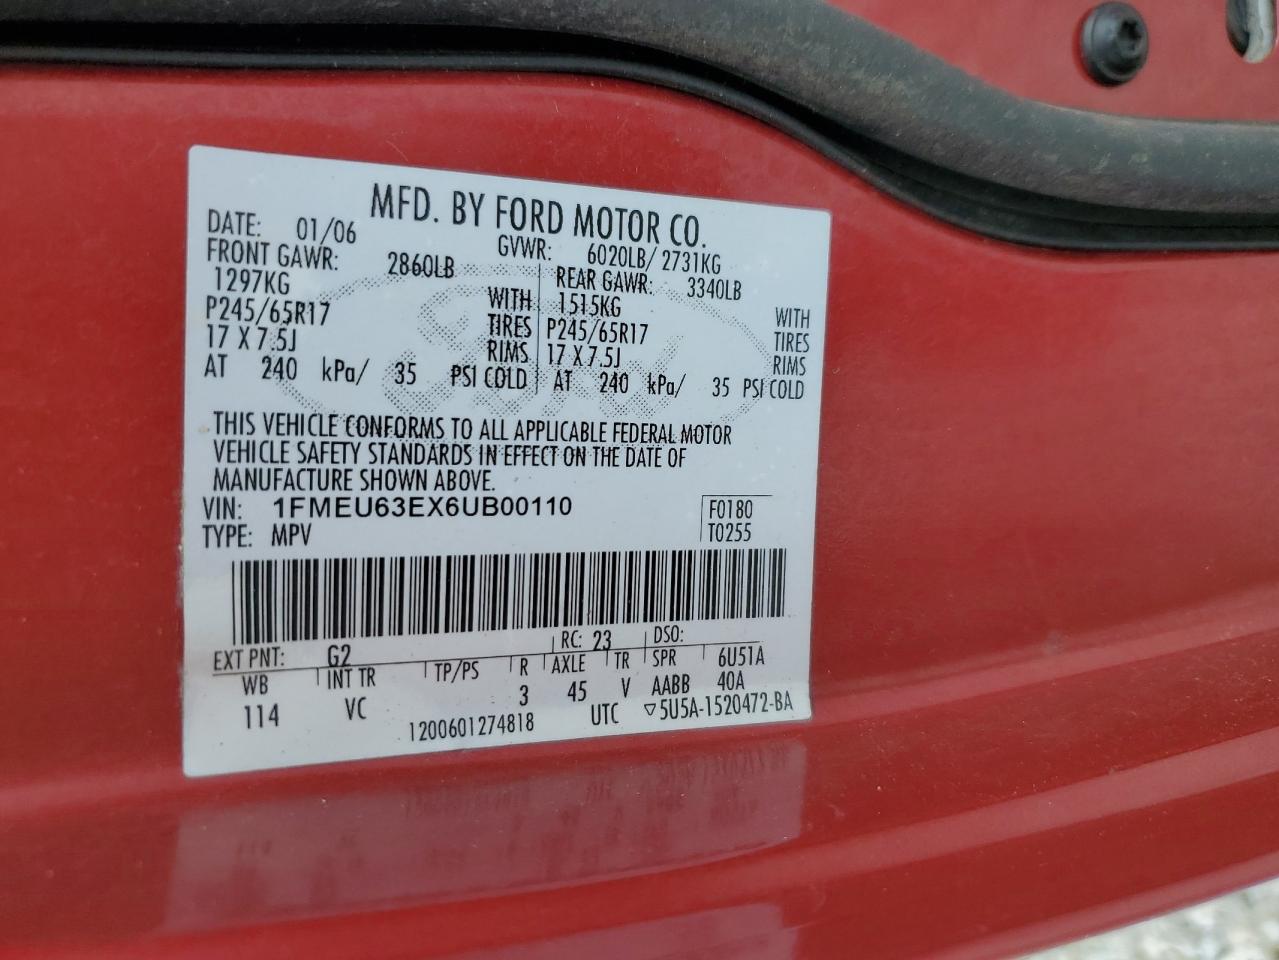 MFD. BY FORD MOTOR CO.
DATE: 01/06 GVWR: 6020LB/ 2731KG
FRONT GAWR: 2860LB REAR GAWR: 3340LB
1297KG WITH 1515KG WITH
P245/65R17 TIRES P245/65R17 TIRES
17 X 7.5J RIMS 17 X 7.5J RIMS
AT 240 kPa/ 35 PSI COLD AT 240 kPa/ 35 PSI COLD
THIS VEHICLE CONFORMS TO ALL APPLICABLE FEDERAL MOTOR
VEHICLE SAFETY STANDARDS IN EFFECT ON THE DATE OF
MANUFACTURE SHOWN ABOVE.
VIN: 1FMEU63EX6UB00110 F0180
TYPE: MPV T0255
EXT PNT: G2 RC: 23 DSO:
WB INT TR TP/PS R AXLE TR SPR 6U51A
114 VC 3 45 V AABB 40A
1200601274818 UTC ▽5U5A-1520472-BA